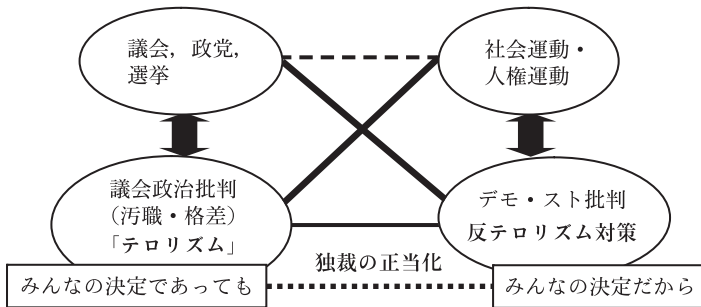 議会，政党，
選挙
社会運動・
人権運動
議会政治批判
（汚職・格差）
「テロリズム」
デモ・スト批判
反テロリズム対策
独裁の正当化
みんなの決定であっても
みんなの決定だから